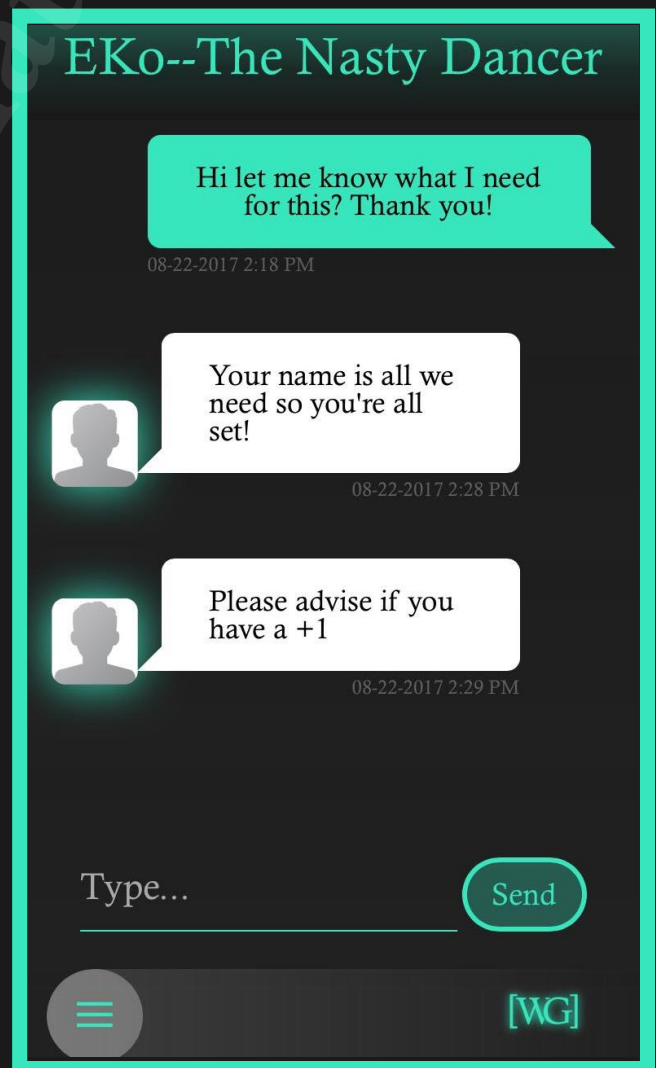 EKo--The Nasty Dancer
Hi let me know what I need
for this? Thank you!
08-22-2017 2:18 PM
Your name is all we
need so you're all
set!
08-22-2017 2:28 PM
Please advise if you
have a +1
08-22-2017 2:29 PM
Type...
Send
[WG]